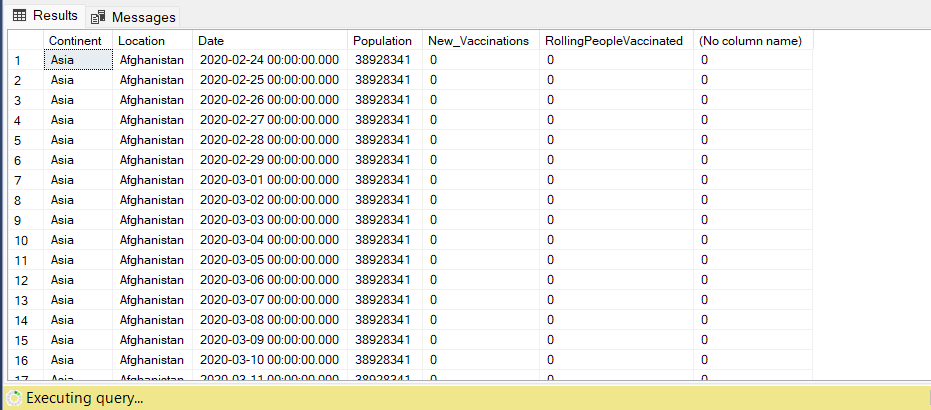 Results Messages
Continent Location Date Population New_Vaccinations RollingPeopleVaccinated (No column name)
1 Asia Afghanistan 2020-02-24 00:00:00.000 38928341 0 0 0
2 Asia Afghanistan 2020-02-25 00:00:00.000 38928341 0 0 0
3 Asia Afghanistan 2020-02-26 00:00:00.000 38928341 0 0 0
4 Asia Afghanistan 2020-02-27 00:00:00.000 38928341 0 0 0
5 Asia Afghanistan 2020-02-28 00:00:00.000 38928341 0 0 0
6 Asia Afghanistan 2020-02-29 00:00:00.000 38928341 0 0 0
7 Asia Afghanistan 2020-03-01 00:00:00.000 38928341 0 0 0
8 Asia Afghanistan 2020-03-02 00:00:00.000 38928341 0 0 0
9 Asia Afghanistan 2020-03-03 00:00:00.000 38928341 0 0 0
10 Asia Afghanistan 2020-03-04 00:00:00.000 38928341 0 0 0
11 Asia Afghanistan 2020-03-05 00:00:00.000 38928341 0 0 0
12 Asia Afghanistan 2020-03-06 00:00:00.000 38928341 0 0 0
13 Asia Afghanistan 2020-03-07 00:00:00.000 38928341 0 0 0
14 Asia Afghanistan 2020-03-08 00:00:00.000 38928341 0 0 0
15 Asia Afghanistan 2020-03-09 00:00:00.000 38928341 0 0 0
16 Asia Afghanistan 2020-03-10 00:00:00.000 38928341 0 0 0
17 Asia Afghanistan 2020-03-11 00:00:00.000 38928341 0 0 0
Executing query...